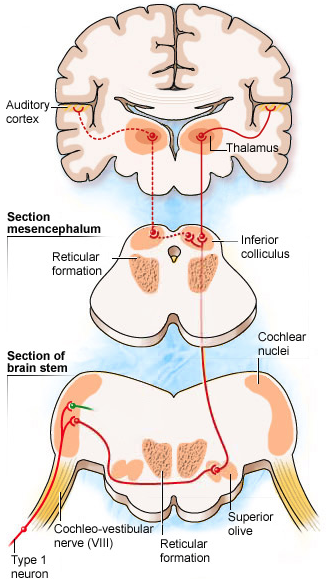 Auditory
cortex
Thalamus
Section
mesencephalum
Inferior
colliculus
Reticular
formation
Cochlear
nuclei
Section of
brain stem
Cochleo-vestibular
nerve (VIII)
Superior
olive
Reticular
formation
Type 1
neuron